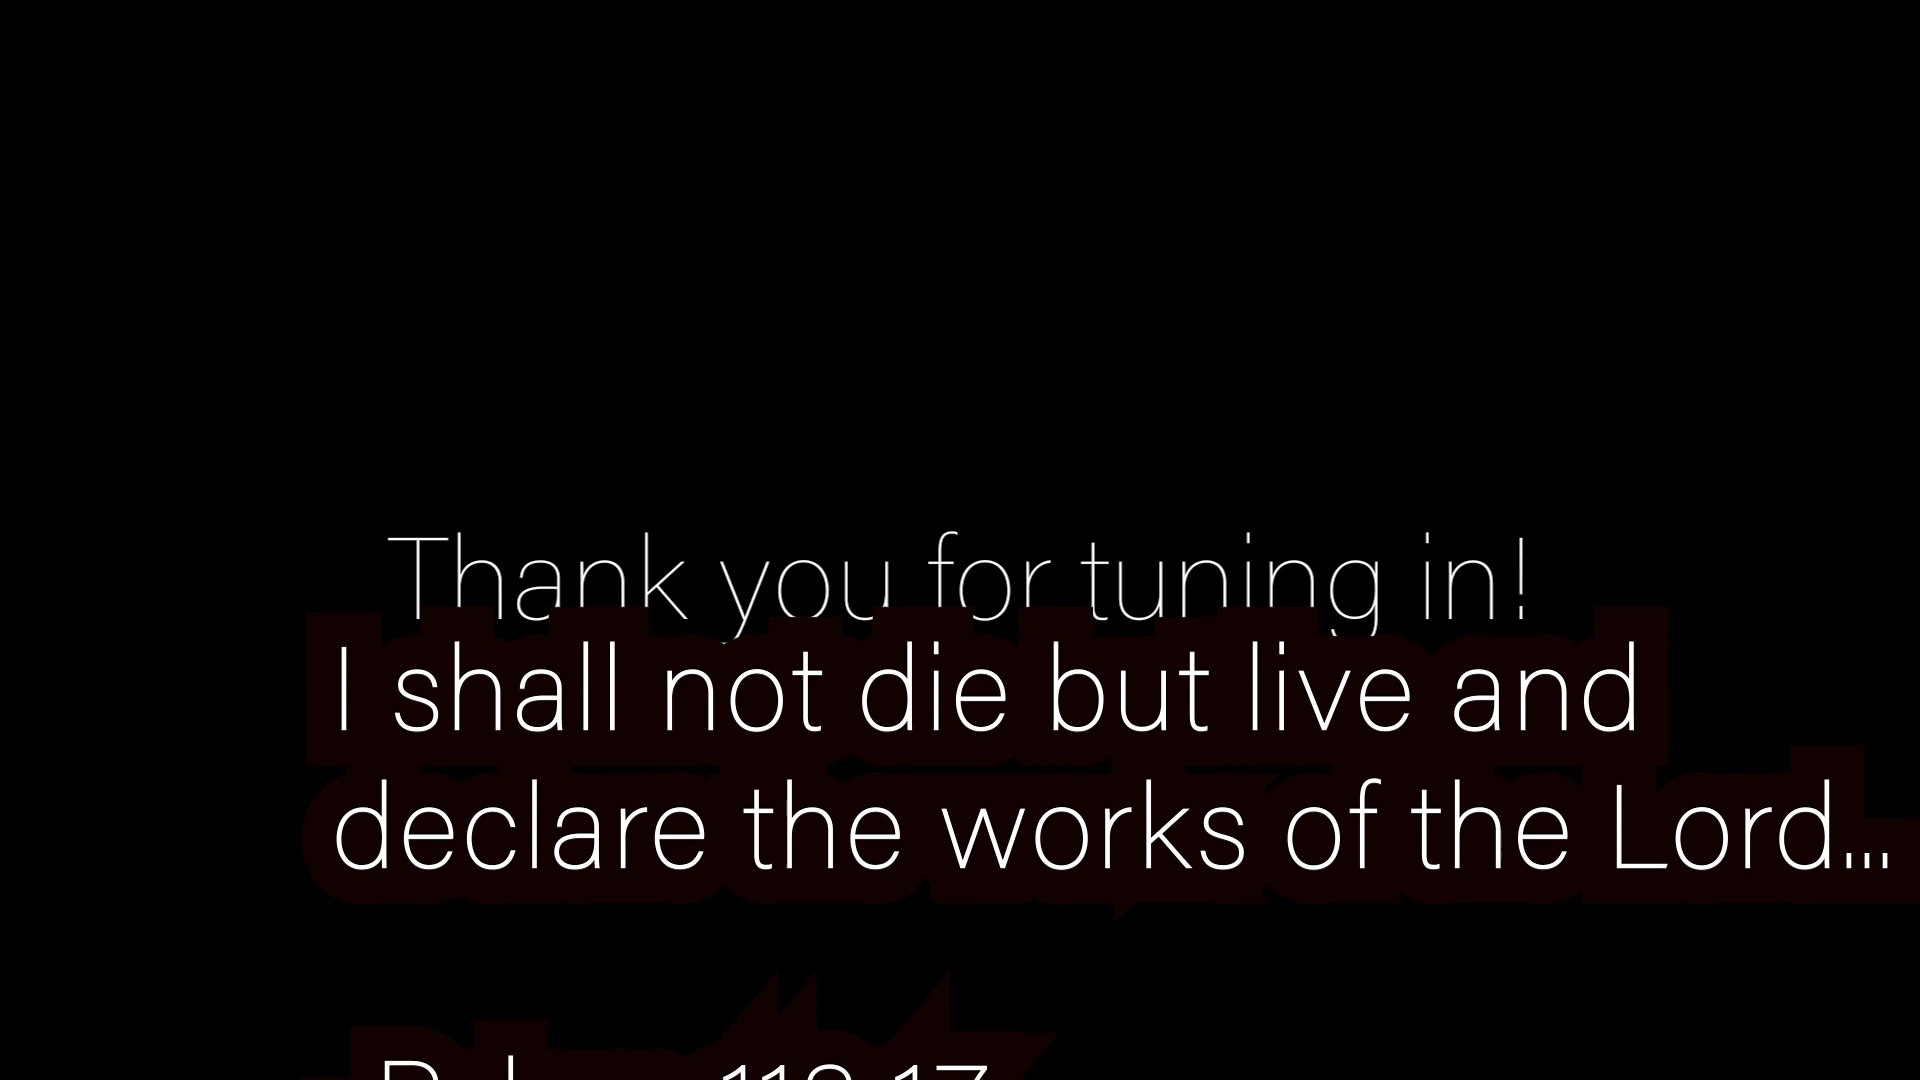 Thank you for tuning in!
I shall not die but live and
declare the works of the Lord...